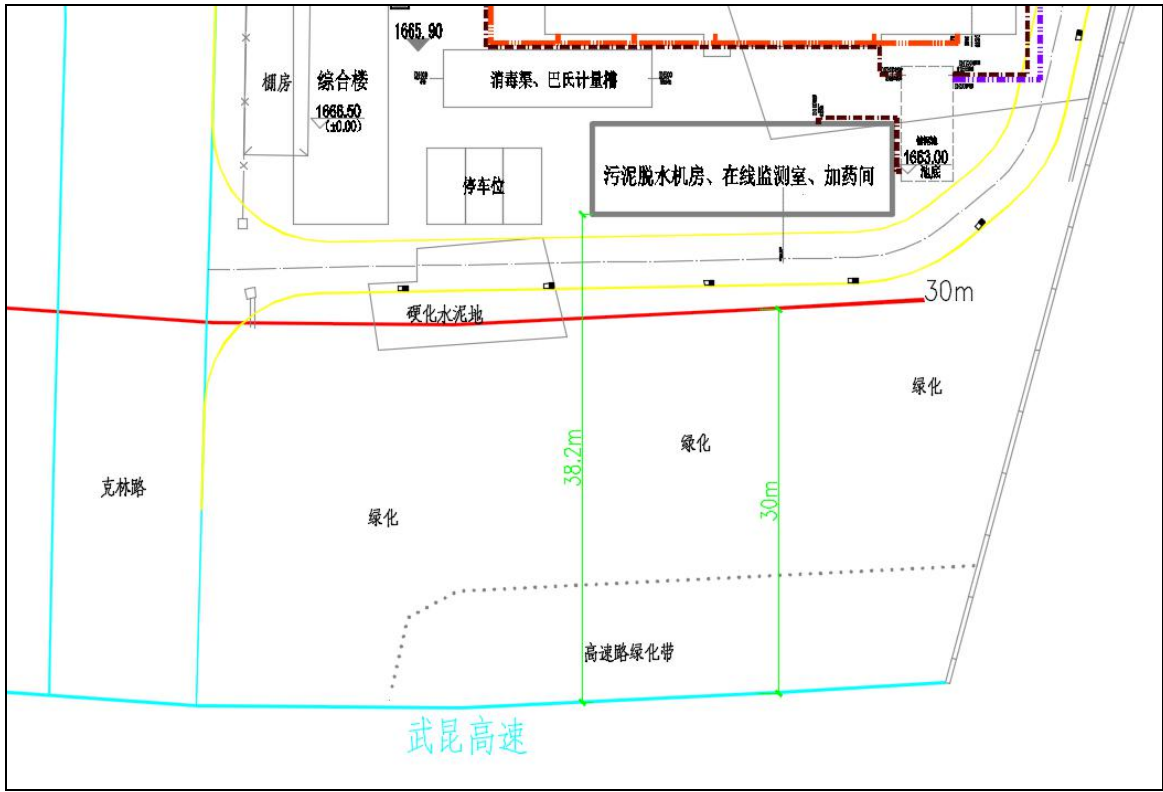 1665.90
棚房
综合楼
1666.50
(±0.00)
消毒渠、巴氏计量槽
停车位
污泥脱水机房、在线监测室、加药间
1663.00
池底
30m
硬化水泥地
绿化
绿化
38.2m
30m
克林路
绿化
高速路绿化带
武昆高速